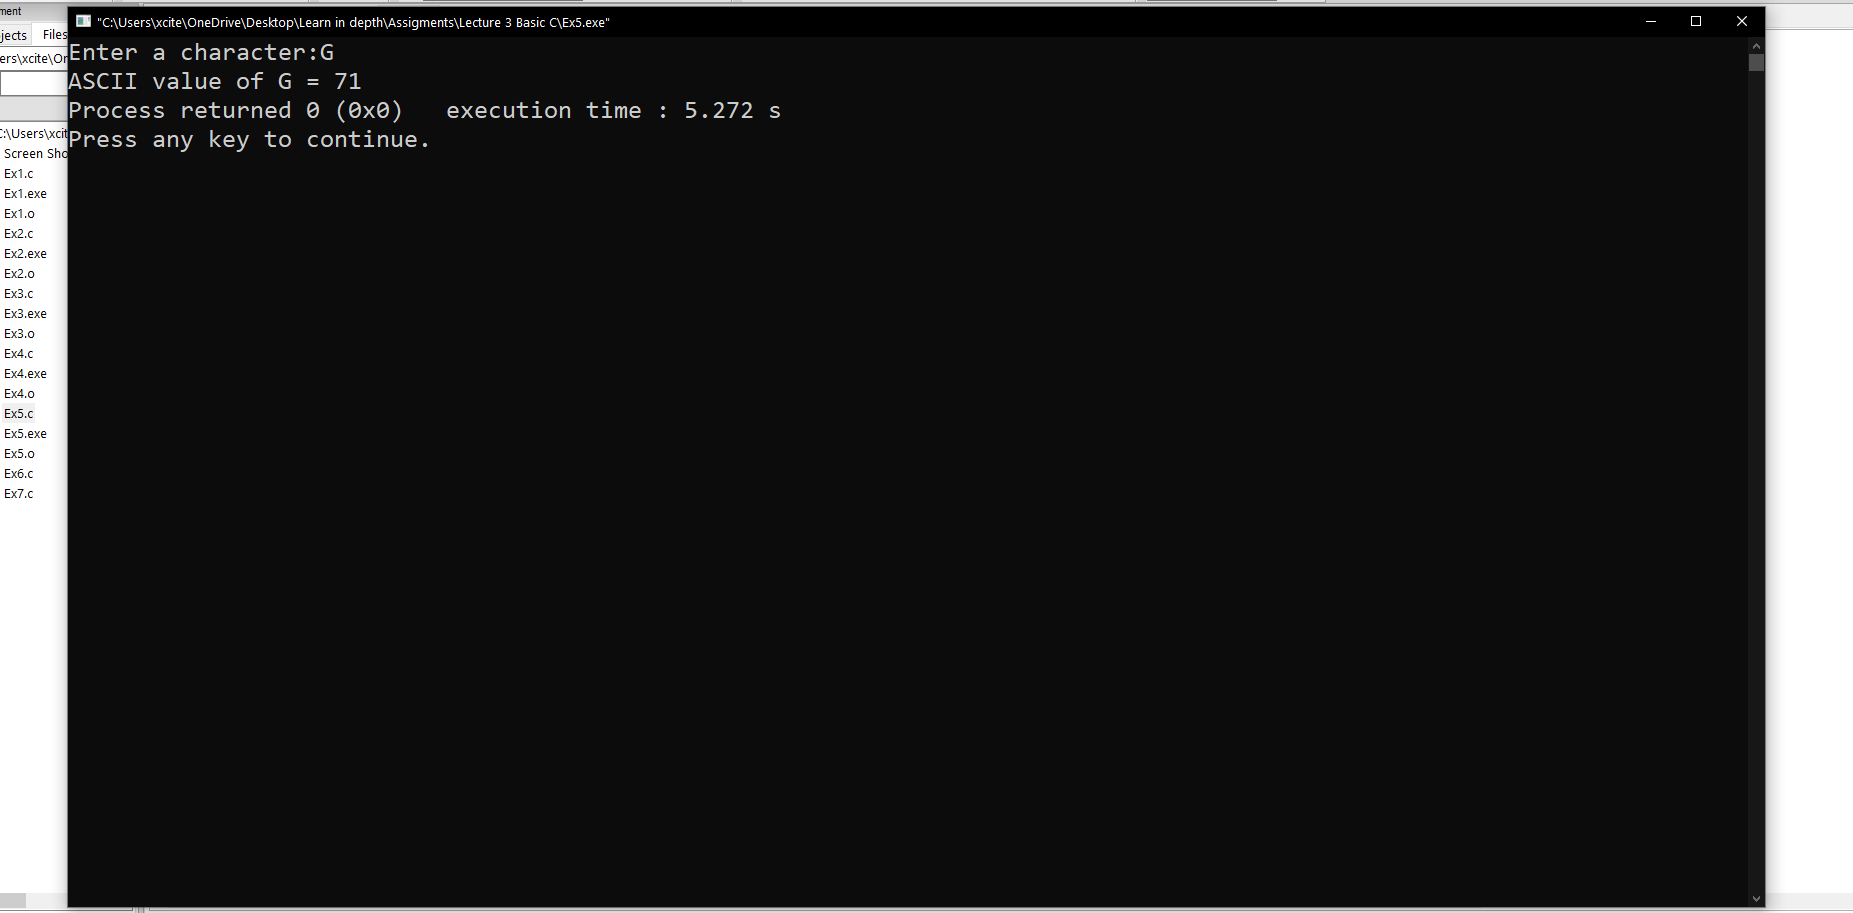 ment
jects Files
ers\xcite\Or
C:\Users\xcit
Screen Sho
Ex1.c
Ex1.exe
Ex1.o
Ex2.c
Ex2.exe
Ex2.o
Ex3.c
Ex3.exe
Ex3.o
Ex4.c
Ex4.exe
Ex4.o
Ex5.c
Ex5.exe
Ex5.o
Ex6.c
Ex7.c
"C:\Users\xcite\OneDrive\Desktop\Learn in depth\Assigments\Lecture 3 Basic C\Ex5.exe"
Enter a character:G
ASCII value of G = 71
Process returned 0 (0x0)   execution time : 5.272 s
Press any key to continue.